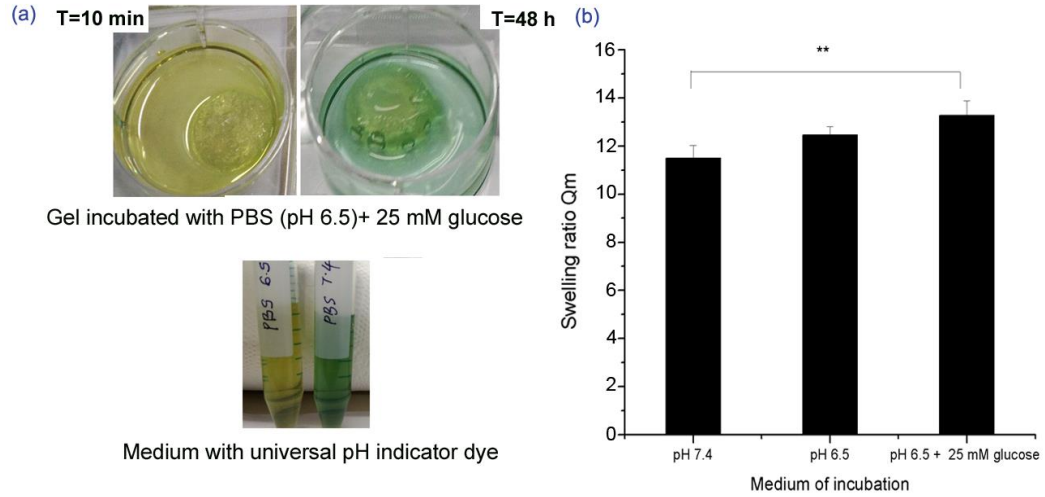 (a)
T=10 min
T=48 h
Gel incubated with PBS (pH 6.5)+ 25 mM glucose
PBS 6.5
PBS 7.4
Medium with universal pH indicator dye
(b)
**
16
14
12
10
8
6
4
2
0
Swelling ratio Qm
pH 7.4
pH 6.5
pH 6.5 + 25 mM glucose
Medium of incubation